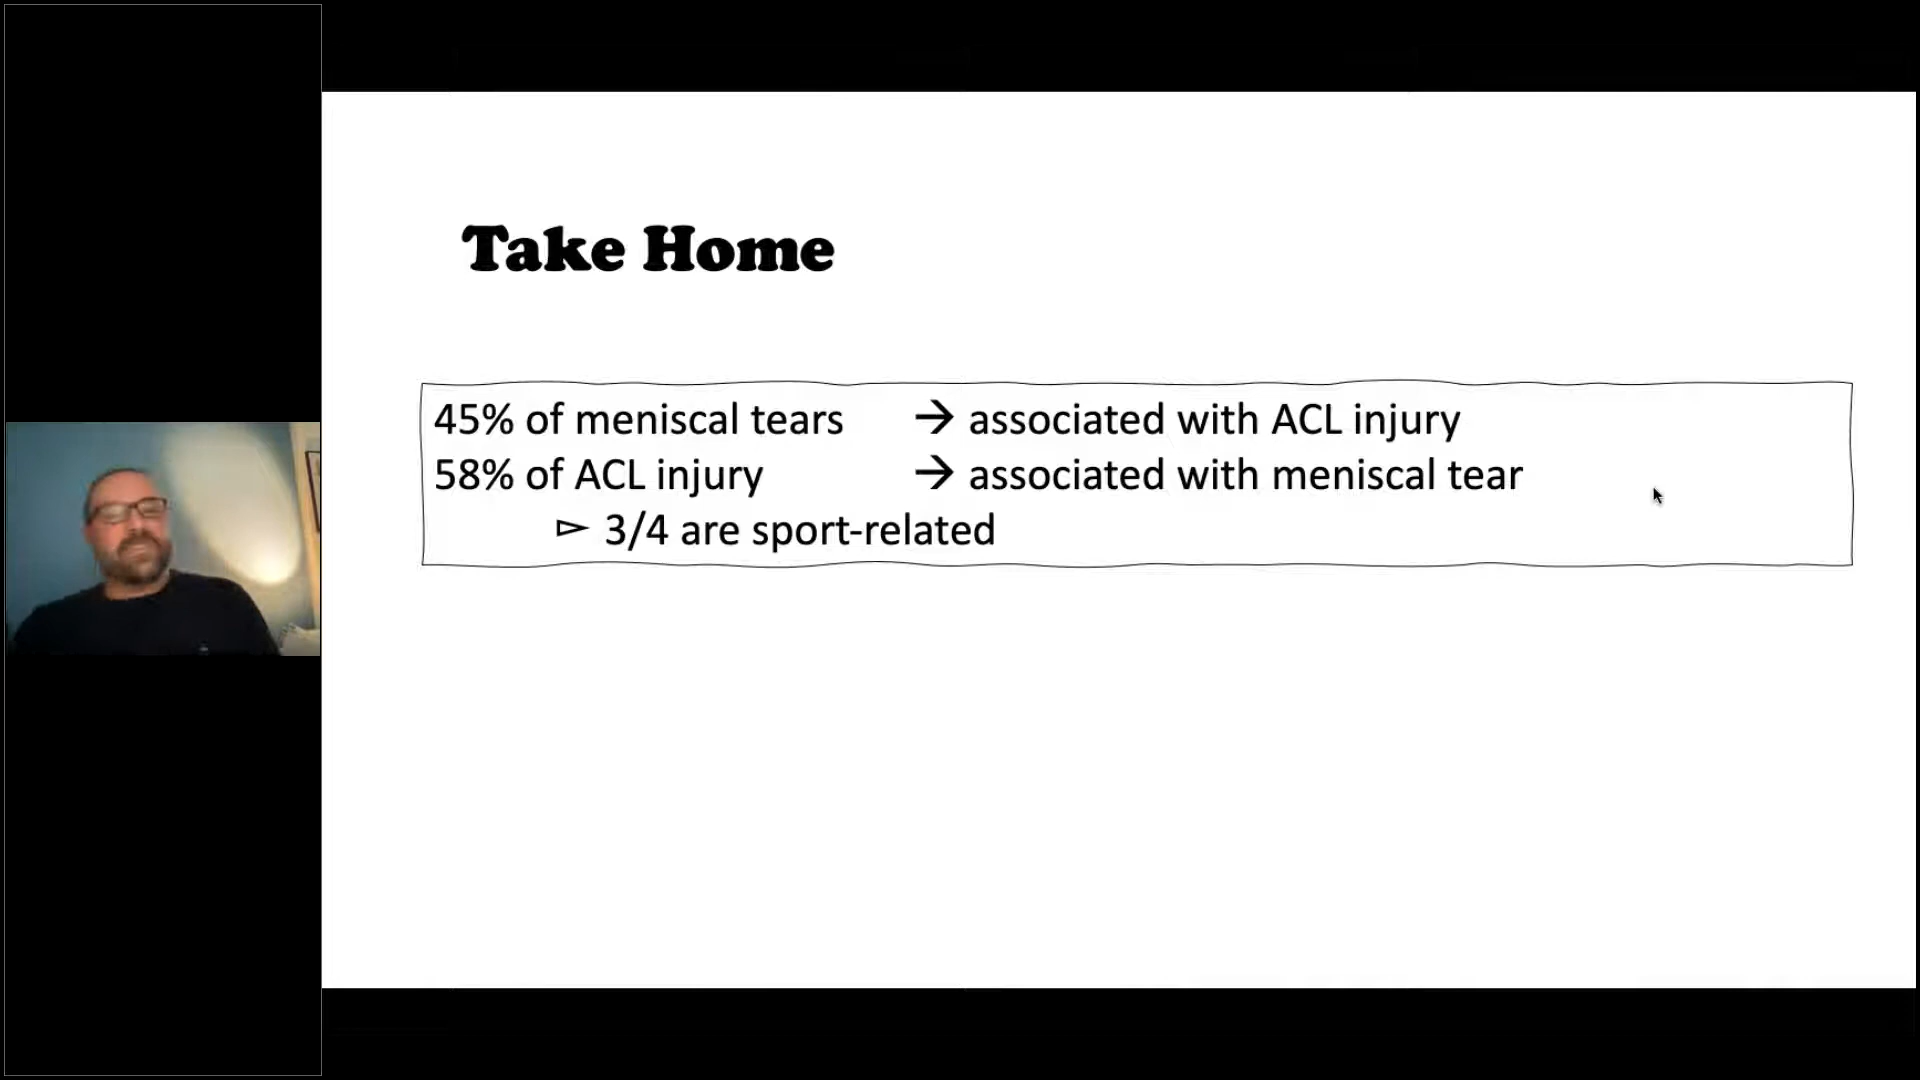 Take Home
45% of meniscal tears → associated with ACL injury
58% of ACL injury → associated with meniscal tear
▻ 3/4 are sport-related